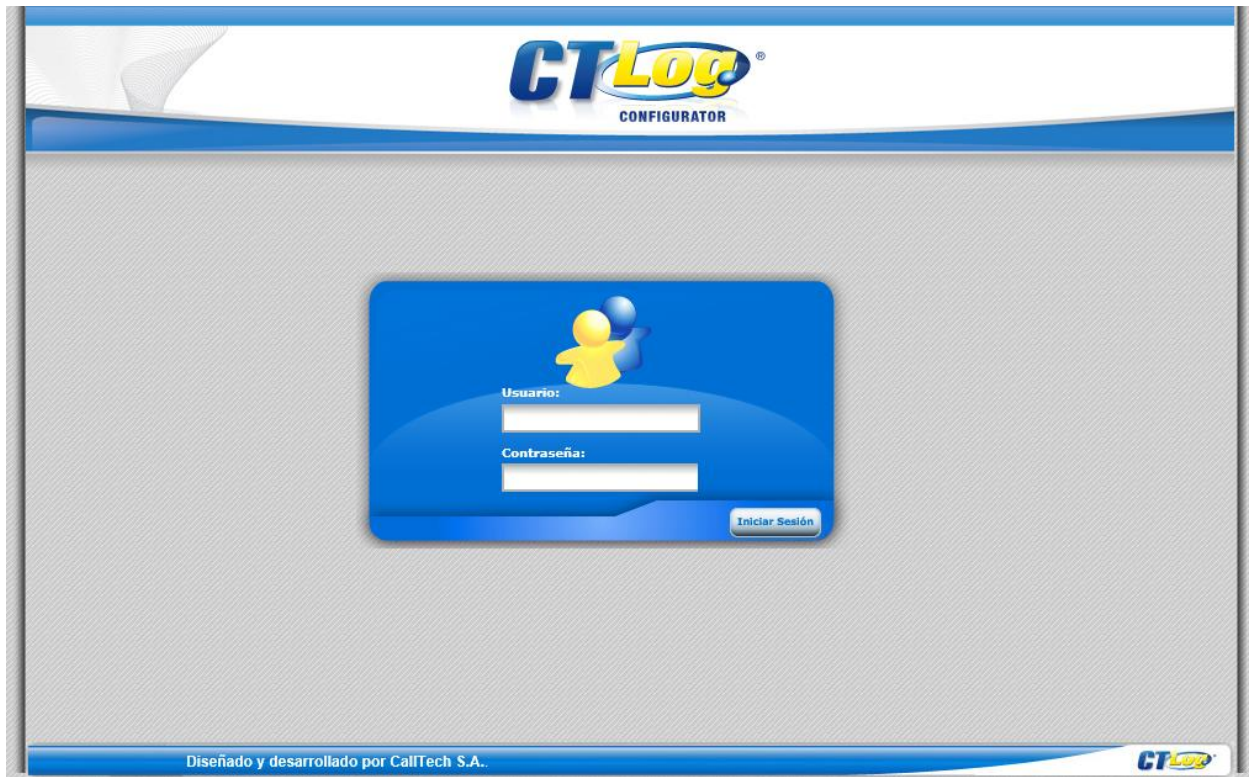 CTLog®
CONFIGURATOR
Usuario:
Contraseña:
Iniciar Sesión
Diseñado y desarrollado por CallTech S.A..
CTLog®